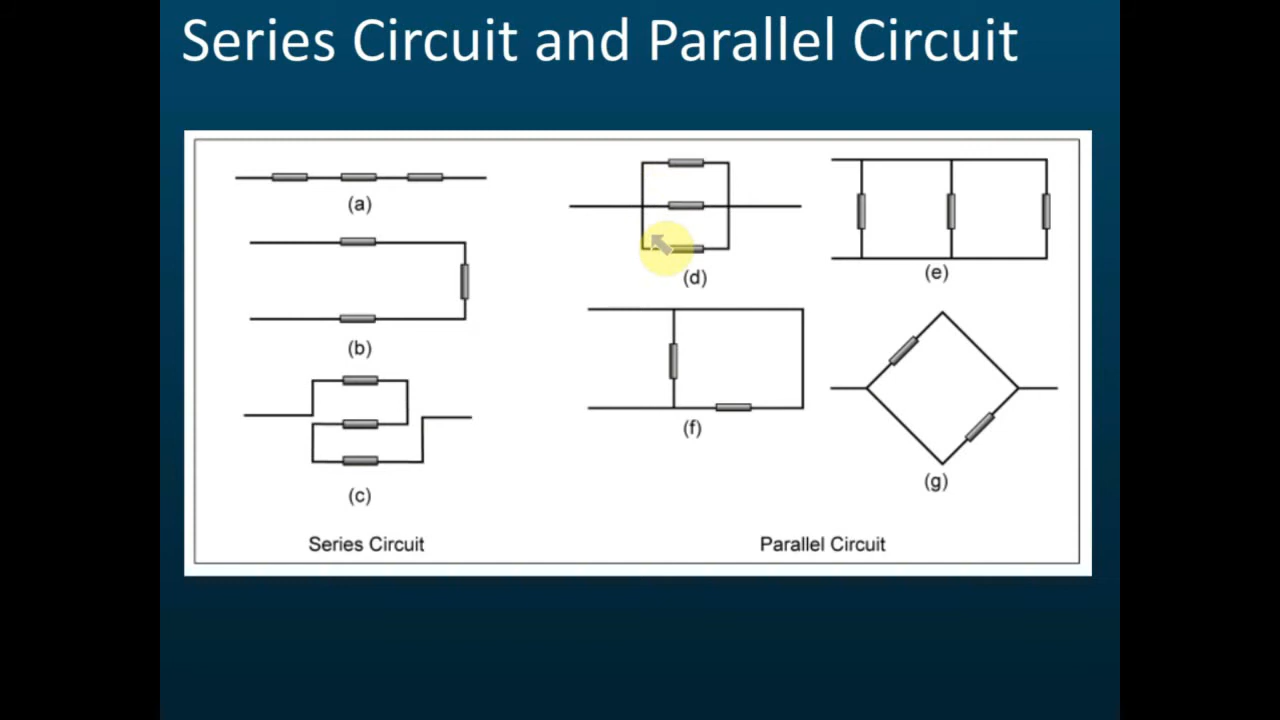 Series Circuit and Parallel Circuit
(a)
(b)
(c)
Series Circuit
(d)
(e)
(f)
(g)
Parallel Circuit